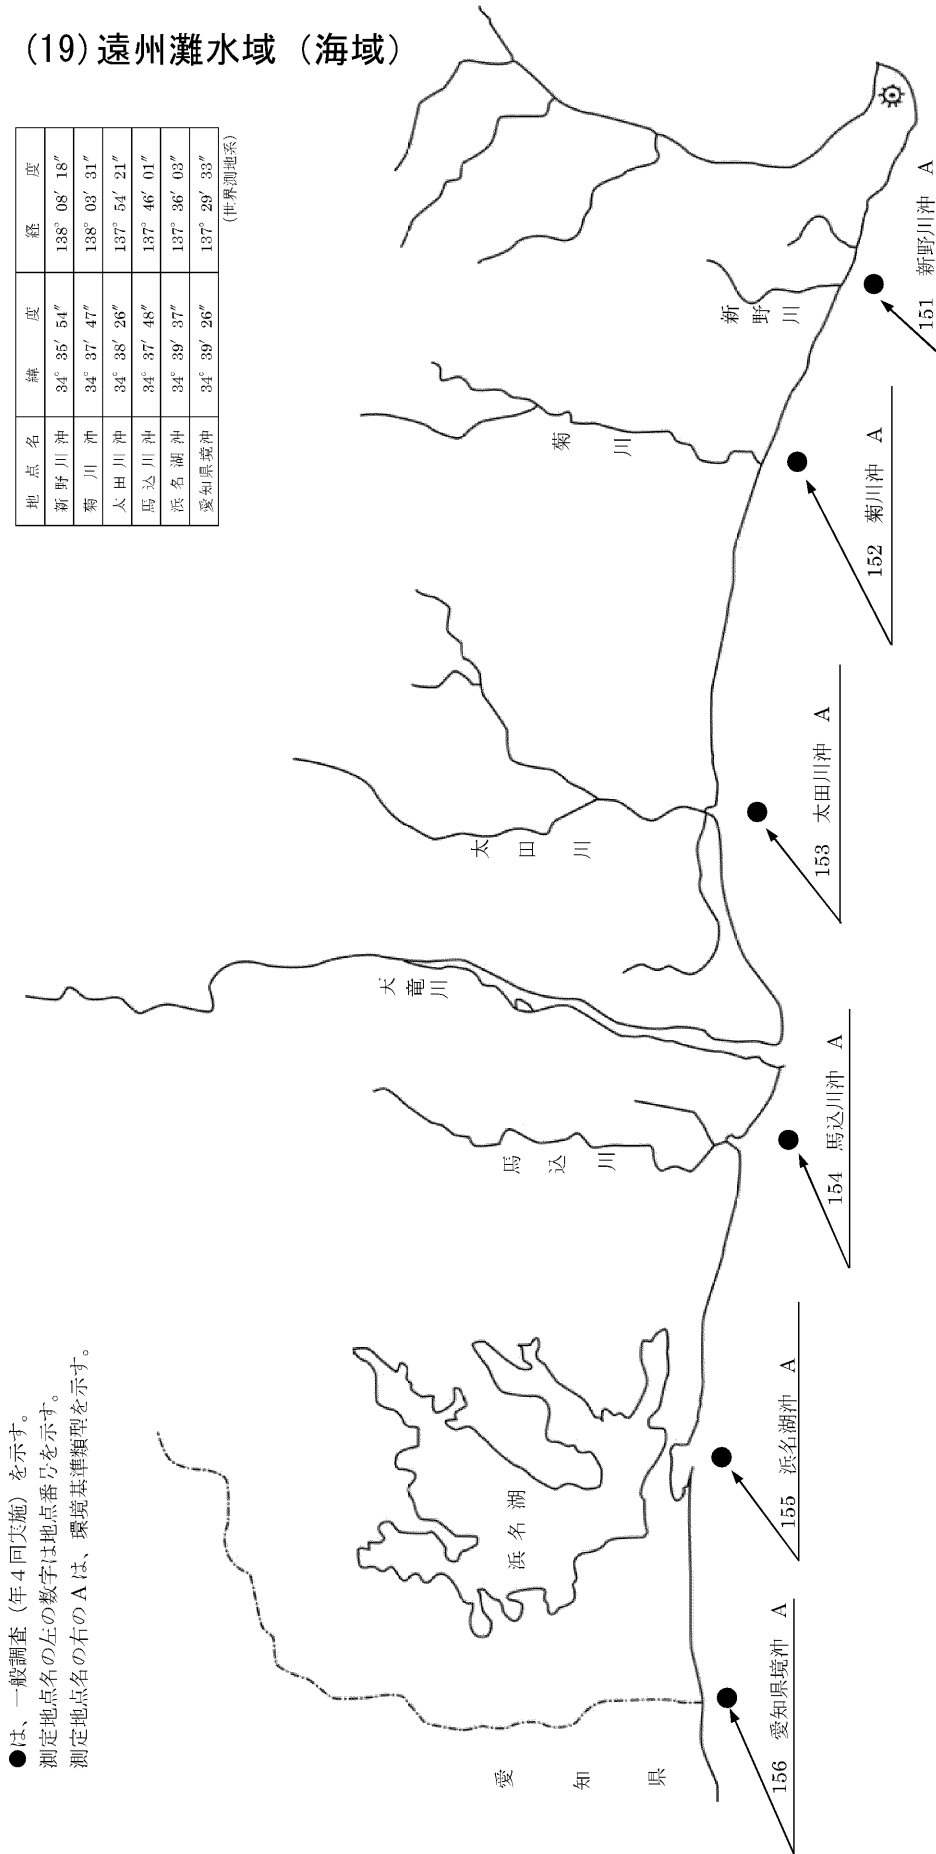 (19)遠州灘水域（海域）
地点名 緯度 経度
新野川沖 34° 35′ 54″ 138° 08′ 18″
菊川沖 34° 37′ 47″ 138° 03′ 31″
太田川沖 34° 38′ 26″ 137° 54′ 21″
馬込川沖 34° 37′ 48″ 137° 46′ 01″
浜名湖沖 34° 39′ 37″ 137° 36′ 03″
愛知県境沖 34° 39′ 26″ 137° 29′ 33″
(世界測地系)
●は、一般調査（年４回実施）を示す。
測定地点名の左の数字は地点番号を示す。
測定地点名の右のＡは、環境基準類型を示す。
愛知県
浜名湖
馬込川
天竜川
太田川
菊川
新野川
156 愛知県境沖 A
155 浜名湖沖 A
154 馬込川沖 A
153 太田川沖 A
152 菊川沖 A
151 新野川沖 A